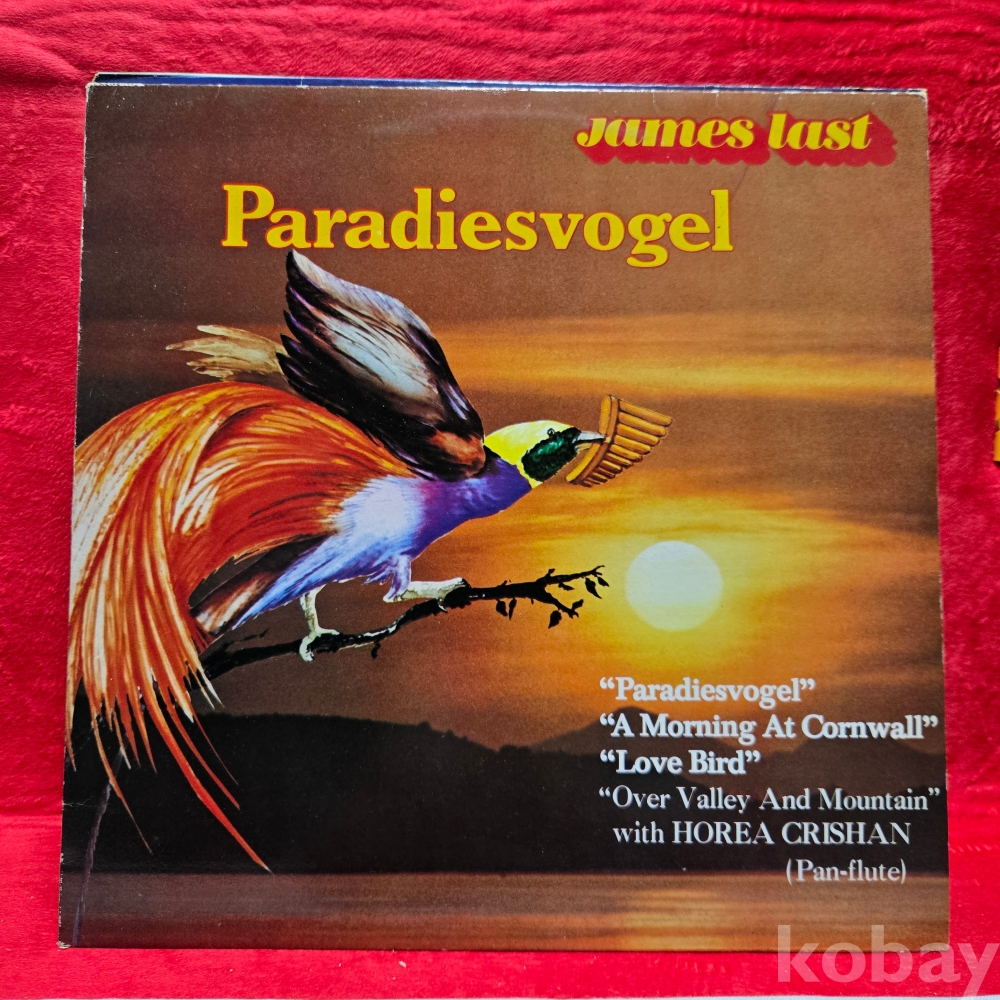 James last
Paradiesvogel
“Paradiesvogel”
“A Morning At Cornwall”
“Love Bird”
“Over Valley And Mountain”
with HOREA CRISHAN
(Pan-flute)
kobay